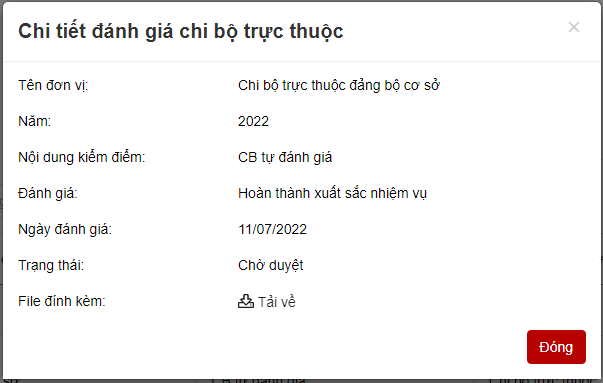 Chi tiết đánh giá chi bộ trực thuộc
×
Tên đơn vị: Chi bộ trực thuộc đảng bộ cơ sở
Năm: 2022
Nội dung kiểm điểm: CB tự đánh giá
Đánh giá: Hoàn thành xuất sắc nhiệm vụ
Ngày đánh giá: 11/07/2022
Trạng thái: Chờ duyệt
File đính kèm: Tải về
Đóng